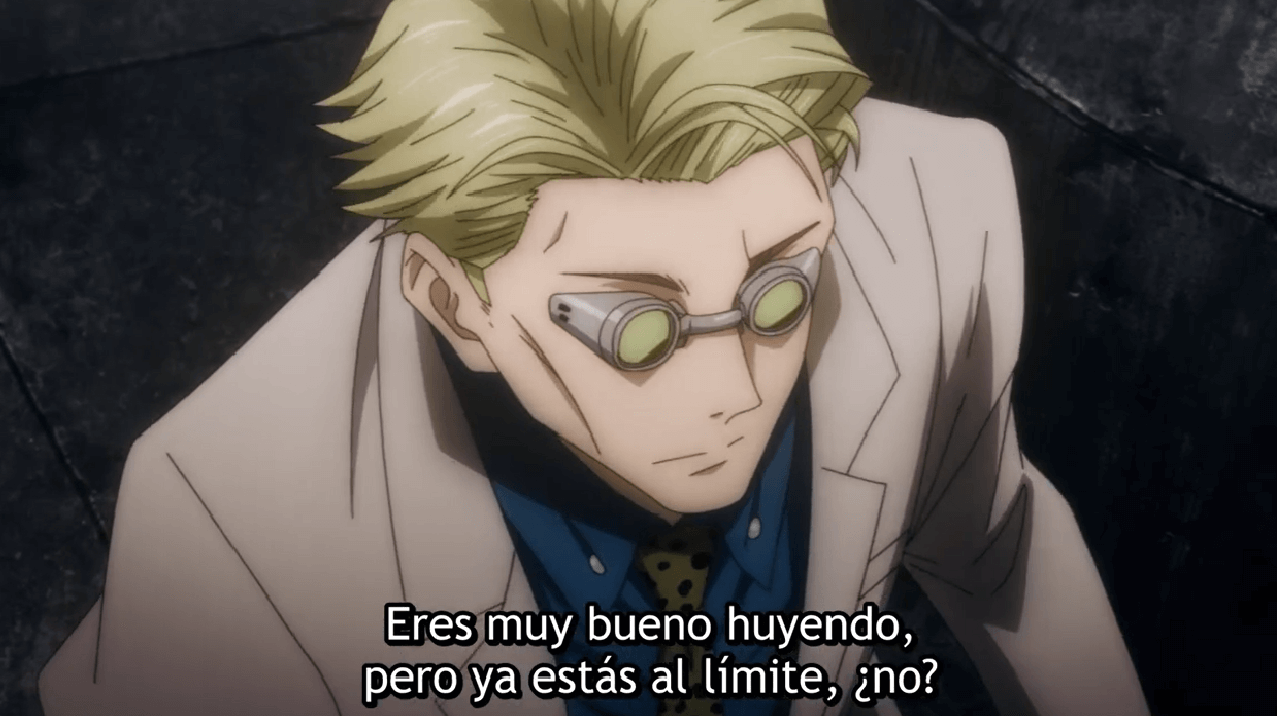 Eres muy bueno huyendo,
pero ya estás al límite, ¿no?